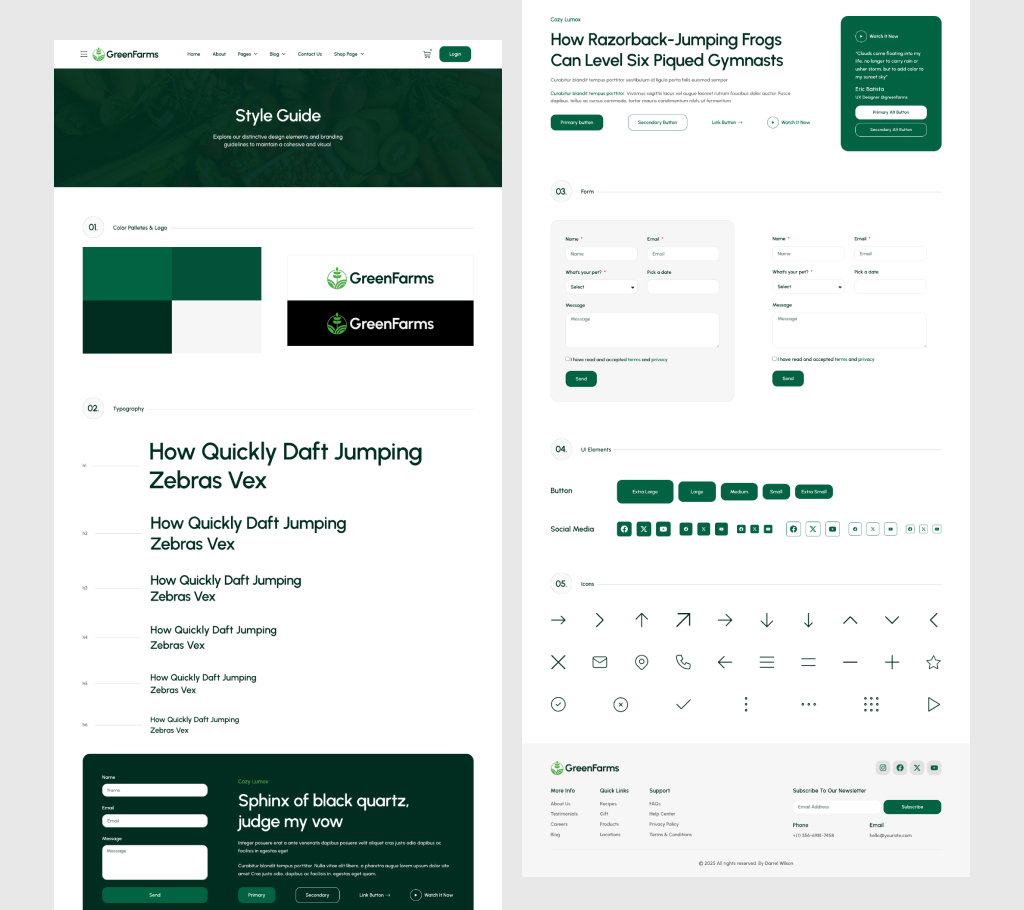 GreenFarms
Home
About
Pages
Blog
Contact Us
Shop Page
Login
Style Guide
Explore our distinctive design elements and branding
guidelines to maintain a cohesive and visual
01.
Color Palletes & Logo
GreenFarms
GreenFarms
02.
Typography
How Quickly Daft Jumping
Zebras Vex
h2
How Quickly Daft Jumping
Zebras Vex
h3
How Quickly Daft Jumping
Zebras Vex
h4
How Quickly Daft Jumping
Zebras Vex
h5
How Quickly Daft Jumping
Zebras Vex
h6
How Quickly Daft Jumping
Zebras Vex
Name
Name
Email
Email
Message
Message
Send
Cozy Lumox
Sphinx of black quartz,
judge my vow
Integer posuere erat a ante venenatis dapibus posuere velit aliquet cras justo odio dapibus ac
facilisis in egestas eget
Curabitur blandit tempus porttitor. Nulla vitae elit libero, a pharetra augue lorem upsum dolor site
amet Cras justo odio, dapibus ac facilisis in, egestas eget quam.
Primary
Secondary
Link Button
Watch It Now
Cozy Lumox
How Razorback-Jumping Frogs
Can Level Six Piqued Gymnasts
Curabitur blandit tempus porttitor vestibulum id ligula porta felis euismod semper
Curabitur blandit tempus porttitor. Vivamus sagittis lacus vel augue laoreet rutrum faucibus dolor auctor. Fusce
dapibus, tellus ac cursus commodo, tortor mauris condimentum nibh, ut fermentum
Primary button
Secondary Button
Link Button
Watch It Now
Watch It Now
"Clouds came floating into my
life, no longer to carry rain or
usher storm, but to add color to
my sunset sky"
Eric Batista
UX Designer @greenfarms
Primary Alt Button
Secondary Alt Button
03.
Form
Name *
Email *
Name
Email
What's your pet? *
Pick a date
Select
Message
Message
I have read and accepted terms and privacy
Send
Name *
Email *
Name
Email
What's your pet? *
Pick a date
Select
Message
Message
I have read and accepted terms and privacy
Send
04.
UI Elements
Button
Extra Large
Large
Medium
Small
Extra Small
Social Media
05.
Icons
GreenFarms
More Info
About Us
Testimonials
Careers
Blog
Quick Links
Recipes
Gift
Products
Locations
Support
FAQs
Help Center
Privacy Policy
Terms & Conditions
Subscribe To Our Newsletter
Email Address
Subscribe
Phone
Email
hello@yoursite.com
© 2025 All rights reserved. By Darrel Wilson